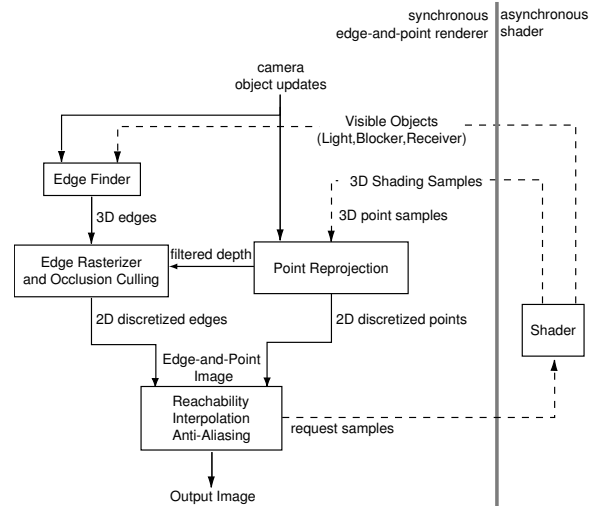 synchronous
edge-and-point renderer
asynchronous
shader
camera
object updates
Visible Objects
(Light,Blocker,Receiver)
Edge Finder
3D Shading Samples
3D edges
3D point samples
Edge Rasterizer
and Occlusion Culling
filtered depth
Point Reprojection
2D discretized edges
2D discretized points
Shader
Edge-and-Point
Image
Reachability
Interpolation
Anti-Aliasing
request samples
Output Image